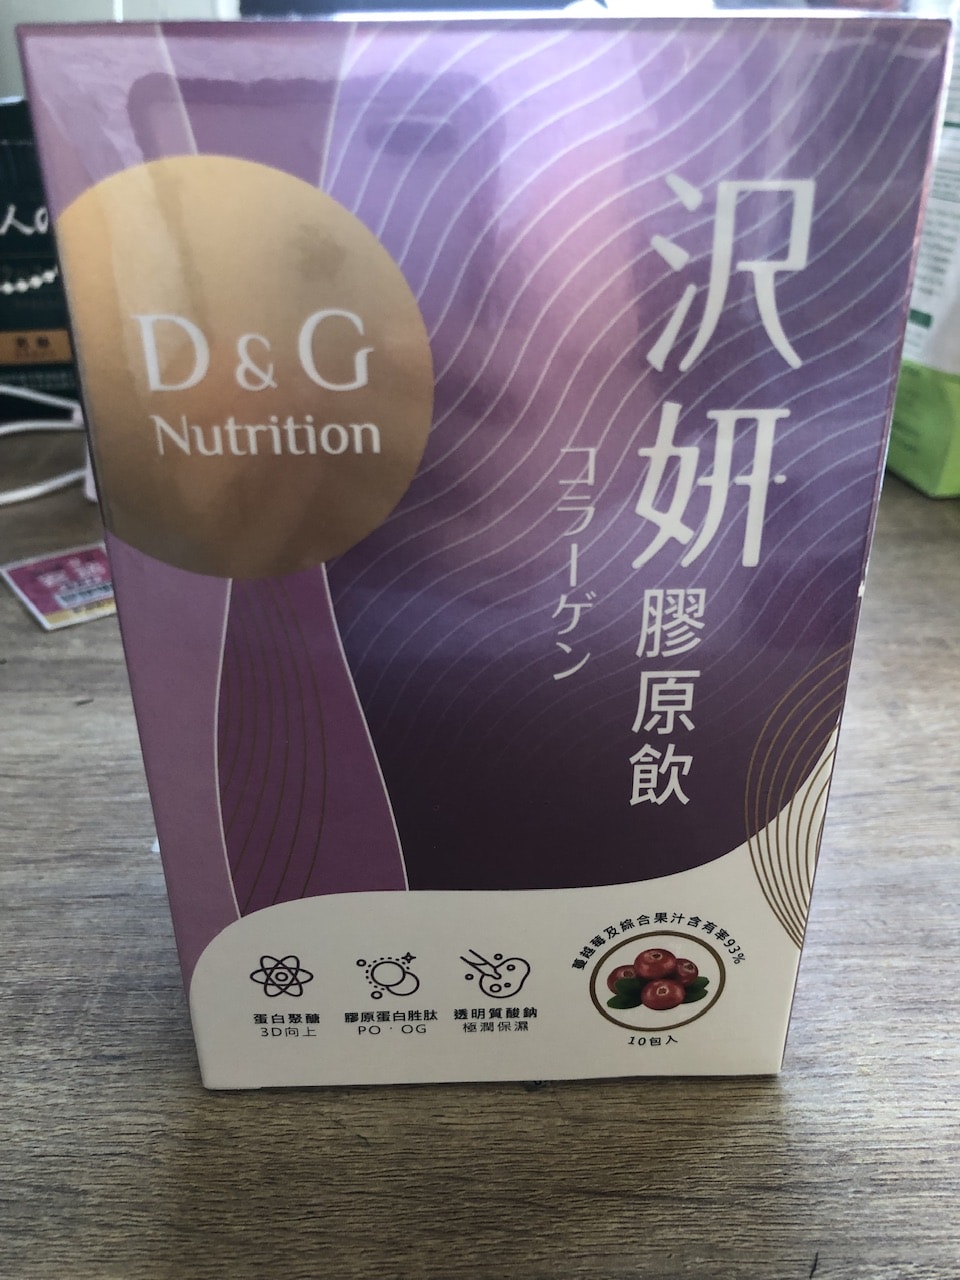 D & G
Nutrition
沢妍
膠原飲
コラーゲン
蛋白聚醣
3D向上
膠原蛋白胜肽
PO · OG
透明質酸鈉
極潤保濕
蔓越莓及綜合果汁含有率93%
10包入